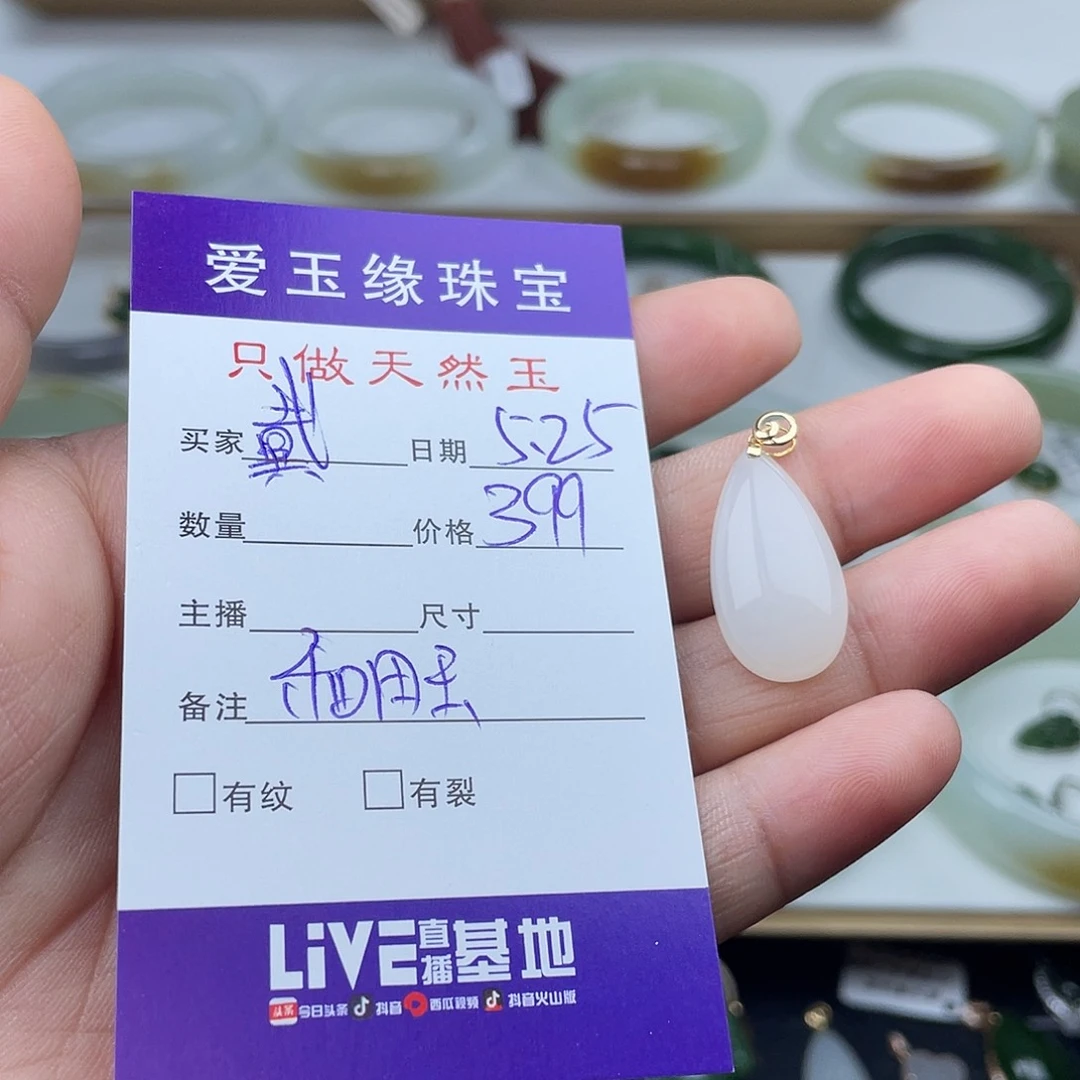 爱玉缘珠宝
只做天然玉
买家 日期 5.25
数量 价格 399
主播 尺寸
备注 和田玉
有纹 有裂
LiVE直播基地
头条 今日头条 抖音 西瓜视频 抖音火山版